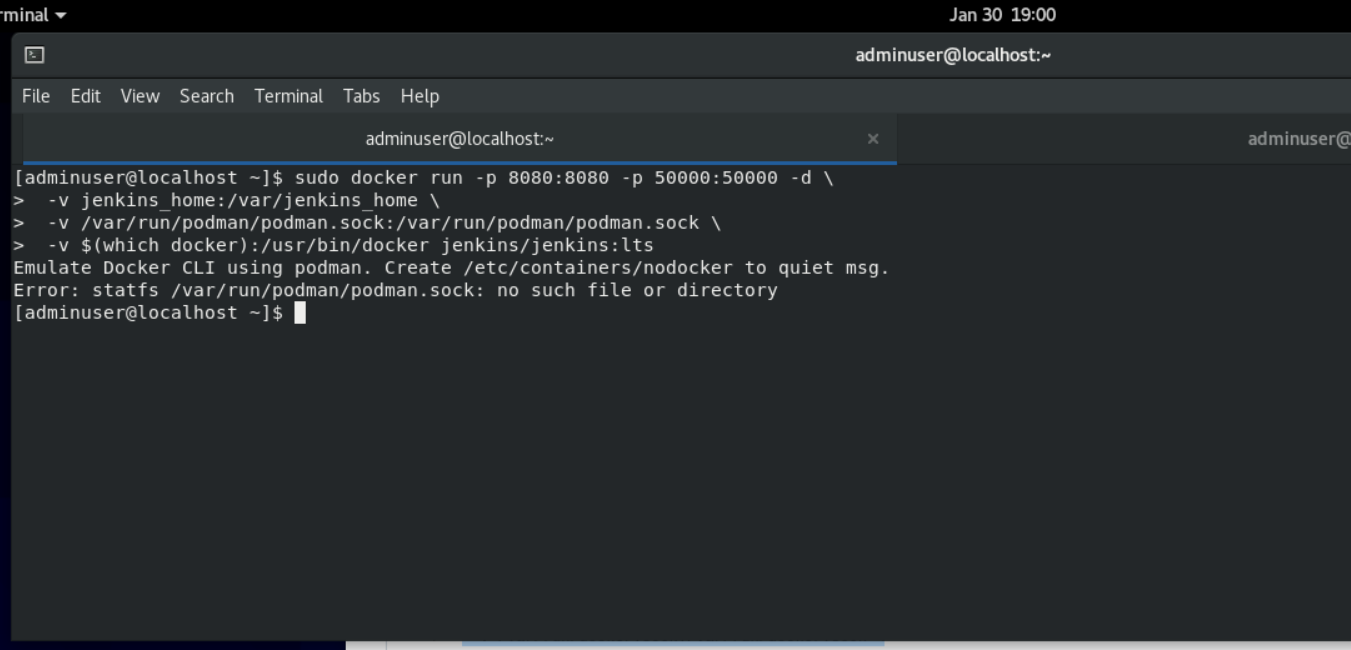 rminal
Jan 30 19:00
adminuser@localhost:~
File Edit View Search Terminal Tabs Help
adminuser@localhost:~ × adminuser@
[adminuser@localhost ~]$ sudo docker run -p 8080:8080 -p 50000:50000 -d \
>  -v jenkins_home:/var/jenkins_home \
>  -v /var/run/podman/podman.sock:/var/run/podman/podman.sock \
>  -v $(which docker):/usr/bin/docker jenkins/jenkins:lts
Emulate Docker CLI using podman. Create /etc/containers/nodocker to quiet msg.
Error: statfs /var/run/podman/podman.sock: no such file or directory
[adminuser@localhost ~]$